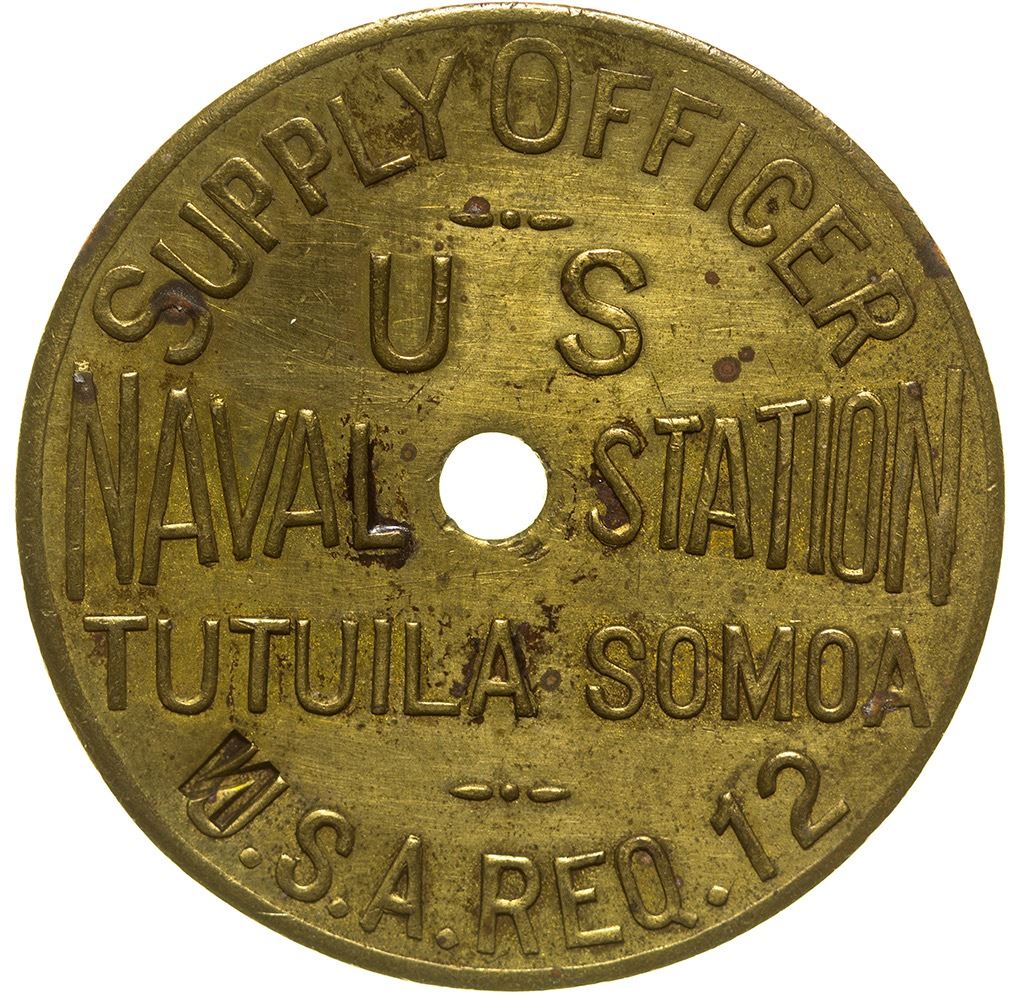 SUPPLY OFFICER
U S
NAVAL STATION
TUTUILA SOMOA
N.S.A.REQ.12